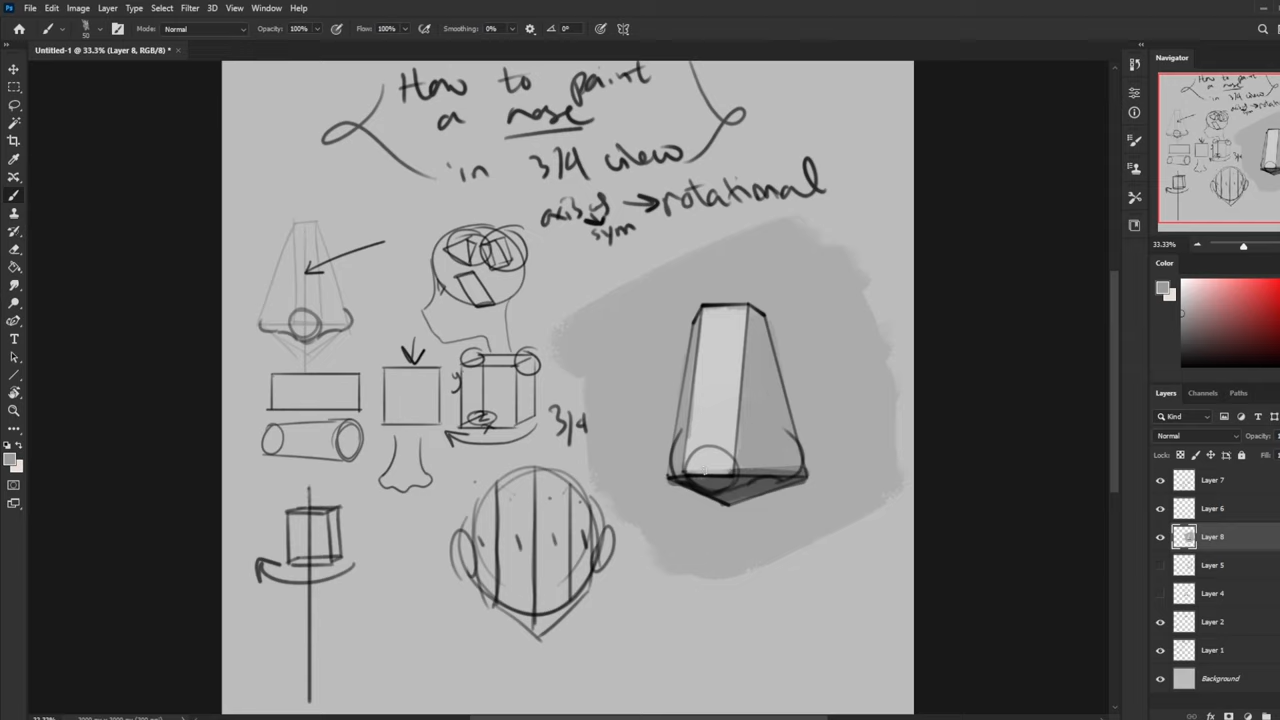 File Edit Image Layer Type Select Filter 3D View Window Help
50 Mode: Normal Opacity: 100% Flow: 100% Smoothing: 0% 0°
Untitled-1 @ 33.3% (Layer 8, RGB/8) * ×
How to paint
a nose
in 3/4 view
axis of → rotational
sym
y
x
3/4
Navigator
33.33%
Color
Layers Channels Paths
Kind
Normal Opacity:
Lock: Fill:
Layer 7
Layer 6
Layer 8
Layer 5
Layer 4
Layer 2
Layer 1
Background